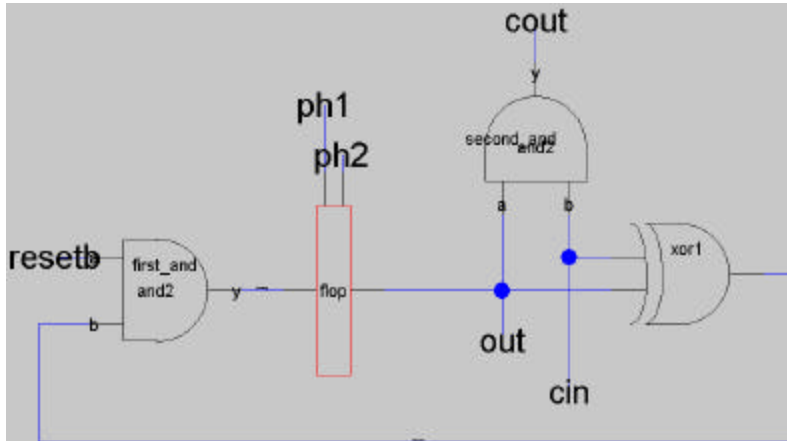 cout
y
ph1
ph2
second_and
and2
a
b
resetb
a
first_and
and2
y
b
flop
xor1
out
cin